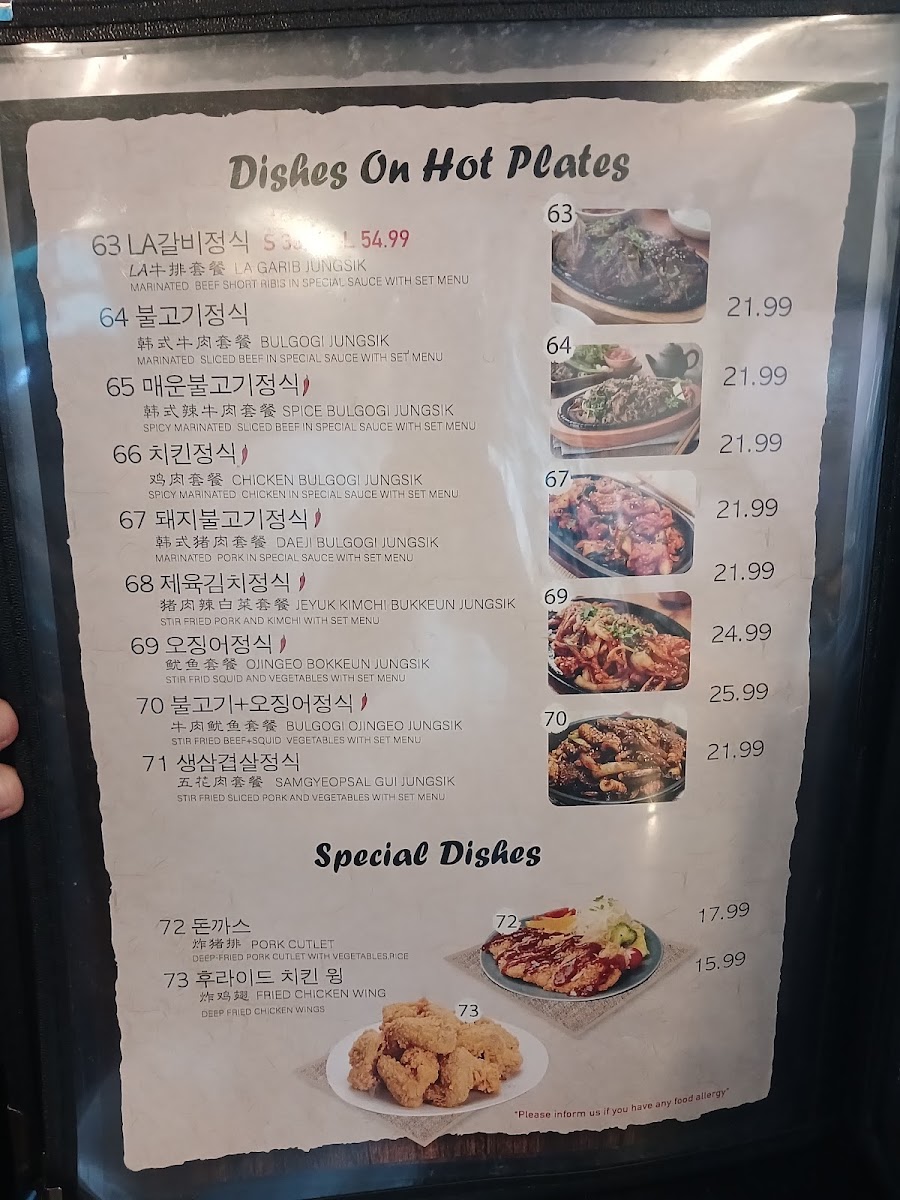 Dishes On Hot Plates
63 LA갈비정식 S L 54.99
LA牛排套餐 LA GARIB JUNGSIK
MARINATED BEEF SHORT RIBIS IN SPECIAL SAUCE WITH SET MENU
63
64 불고기정식 21.99
韩式牛肉套餐 BULGOGI JUNGSIK
MARINATED SLICED BEEF IN SPECIAL SAUCE WITH SET MENU
64
65 매운불고기정식 21.99
韩式辣牛肉套餐 SPICE BULGOGI JUNGSIK
SPICY MARINATED SLICED BEEF IN SPECIAL SAUCE WITH SET MENU
66 치킨정식 21.99
鸡肉套餐 CHICKEN BULGOGI JUNGSIK
SPICY MARINATED CHICKEN IN SPECIAL SAUCE WITH SET MENU
67
67 돼지불고기정식 21.99
韩式猪肉套餐 DAEJI BULGOGI JUNGSIK
MARINATED PORK IN SPECIAL SAUCE WITH SET MENU
68 제육김치정식 21.99
猪肉辣白菜套餐 JEYUK KIMCHI BUKKEUN JUNGSIK
STIR FRIED PORK AND KIMCHI WITH SET MENU
69
69 오징어정식 24.99
鱿鱼套餐 OJINGEO BOKKEUN JUNGSIK
STIR FRID SQUID AND VEGETABLES WITH SET MENU
70 불고기+오징어정식 25.99
牛肉鱿鱼套餐 BULGOGI OJINGEO JUNGSIK
STIR FRIED BEEF+SQUID VEGETABLES WITH SET MENU
70
71 생삼겹살정식 21.99
五花肉套餐 SAMGYEOPSAL GUI JUNGSIK
STIR FRIED SLICED PORK AND VEGETABLES WITH SET MENU
Special Dishes
72 돈까스 17.99
炸猪排 PORK CUTLET
DEEP-FRIED PORK CUTLET WITH VEGETABLES,RICE
72
73 후라이드 치킨 윙 15.99
炸鸡翅 FRIED CHICKEN WING
DEEP FRIED CHICKEN WINGS
73
"Please inform us if you have any food allergy"